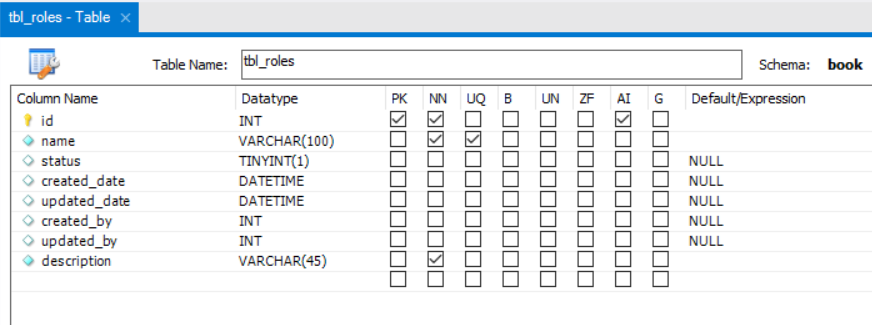 tbl_roles - Table ×
Table Name: tbl_roles Schema: book
Column Name Datatype PK NN UQ B UN ZF AI G Default/Expression
id INT
name VARCHAR(100)
status TINYINT(1) NULL
created_date DATETIME NULL
updated_date DATETIME NULL
created_by INT NULL
updated_by INT NULL
description VARCHAR(45)